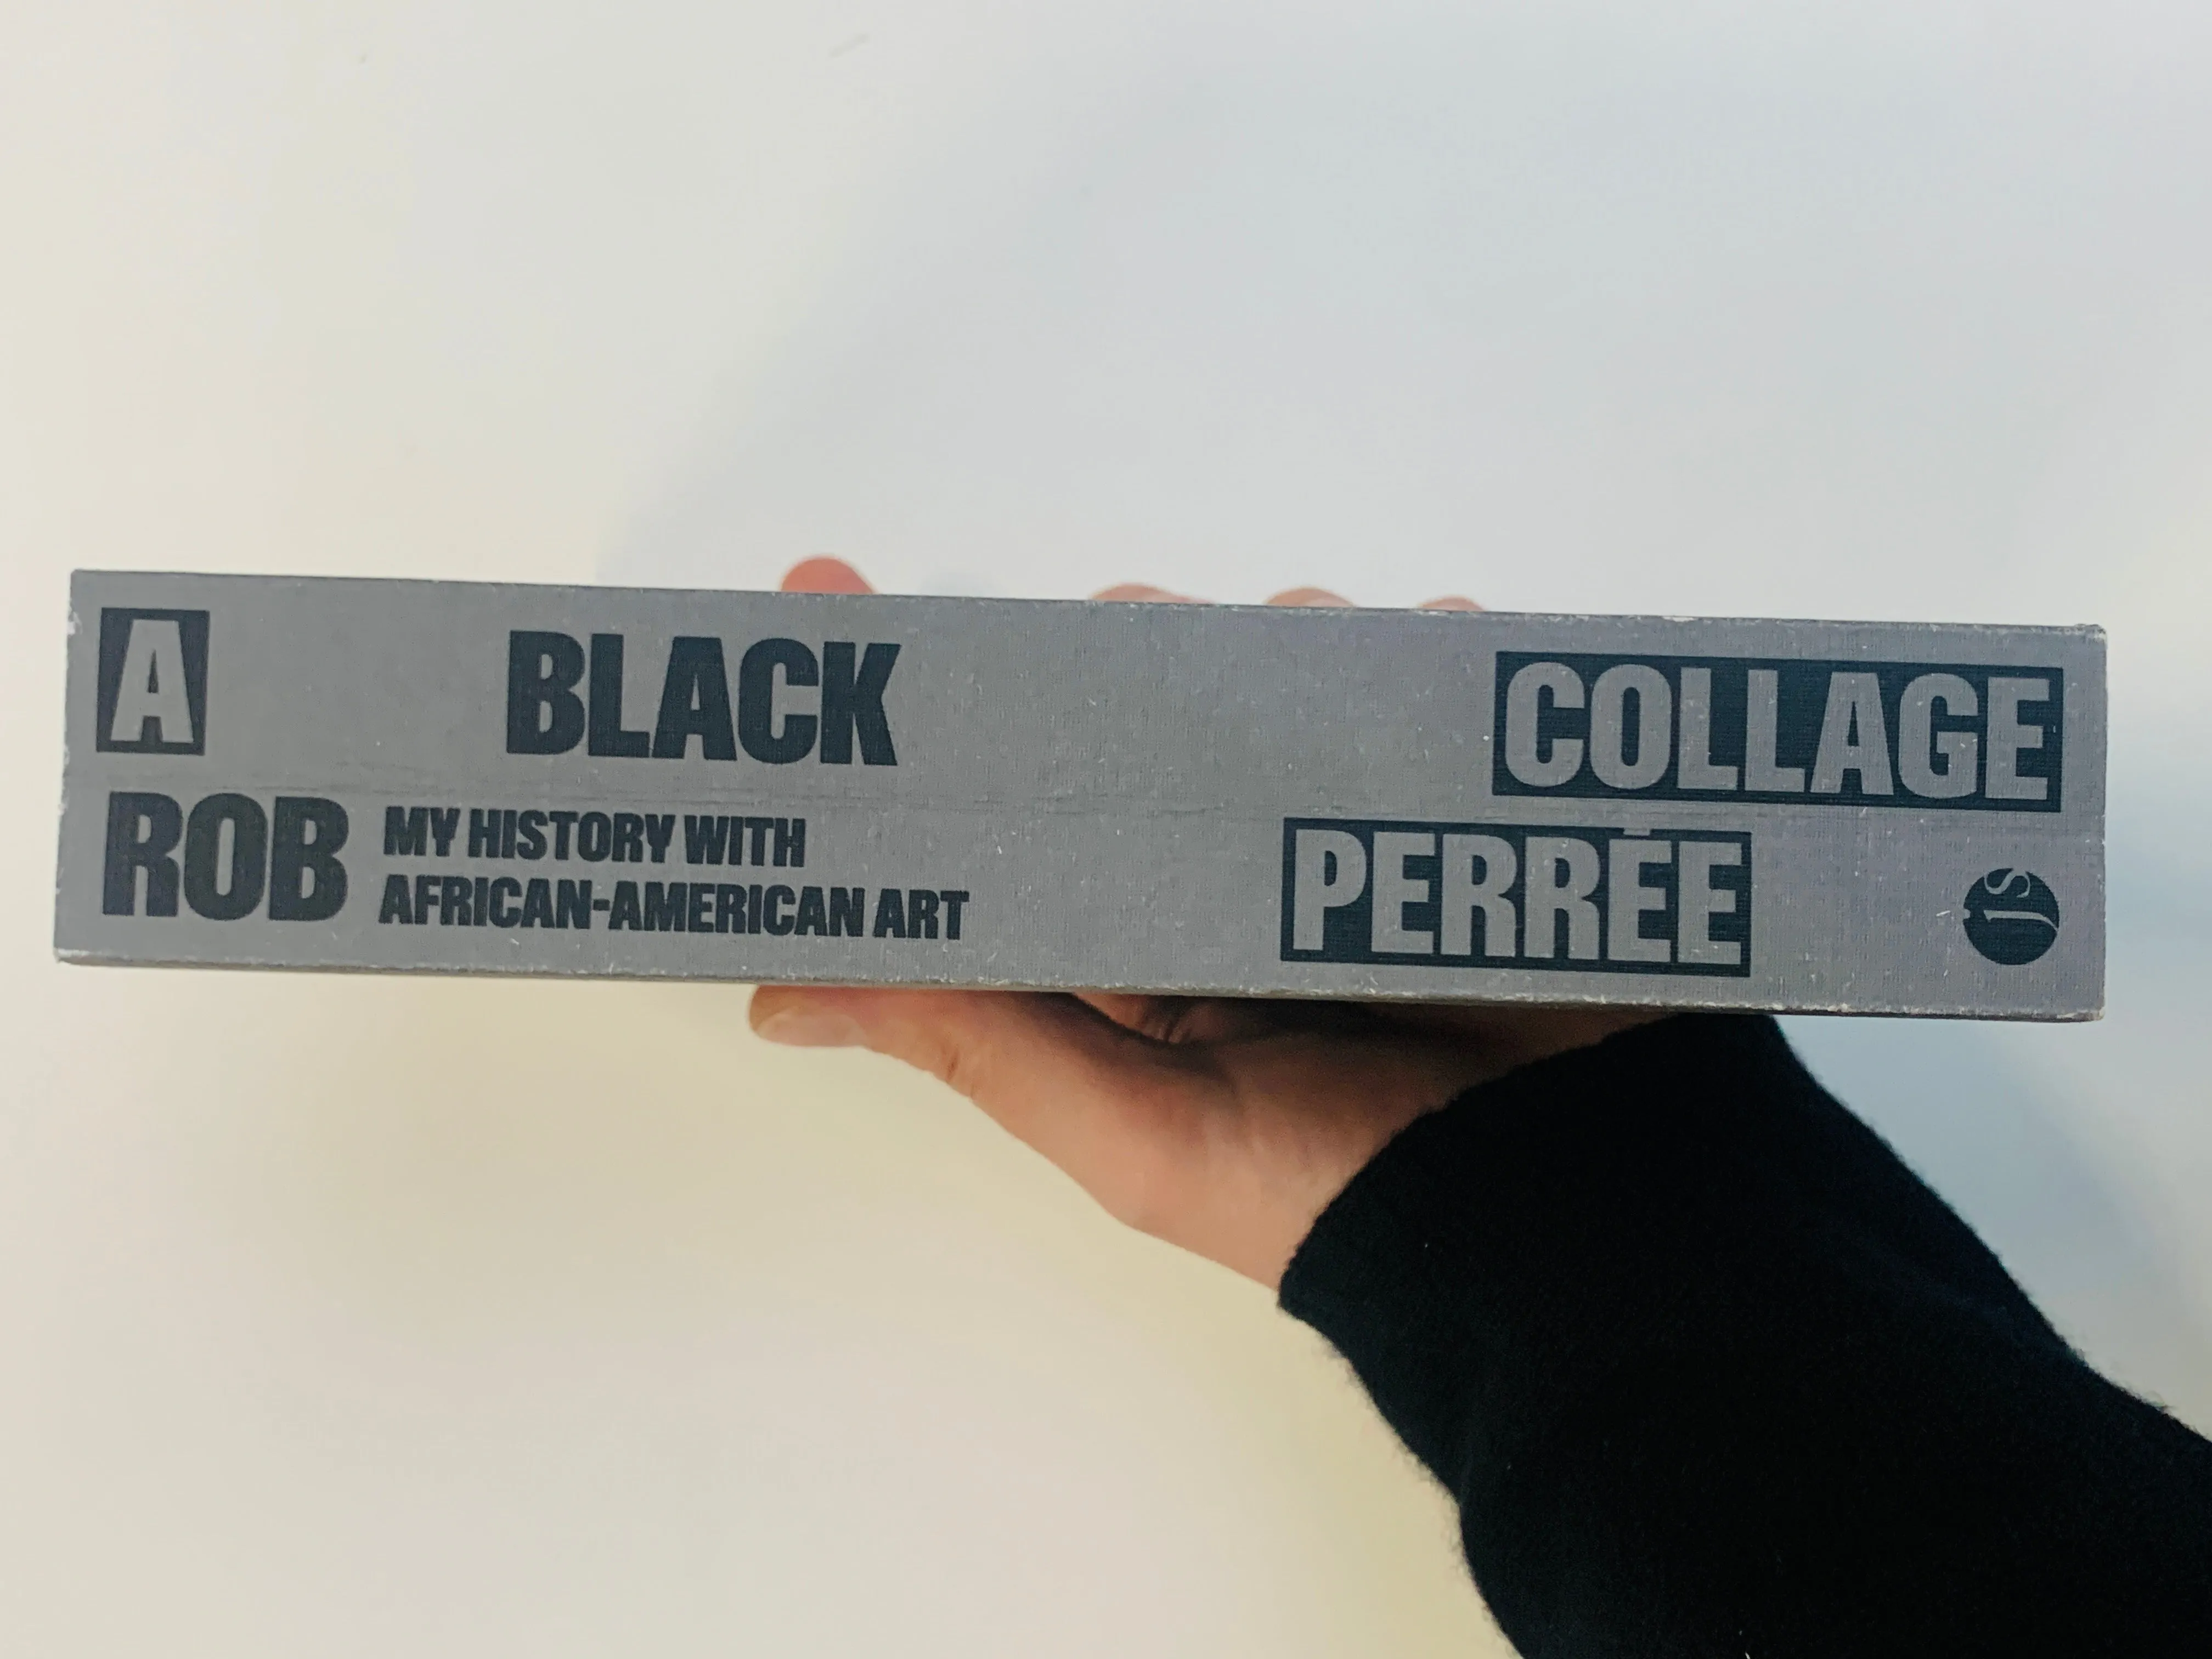 A BLACK COLLAGE
ROB MY HISTORY WITH PERRÉE
AFRICAN-AMERICAN ART